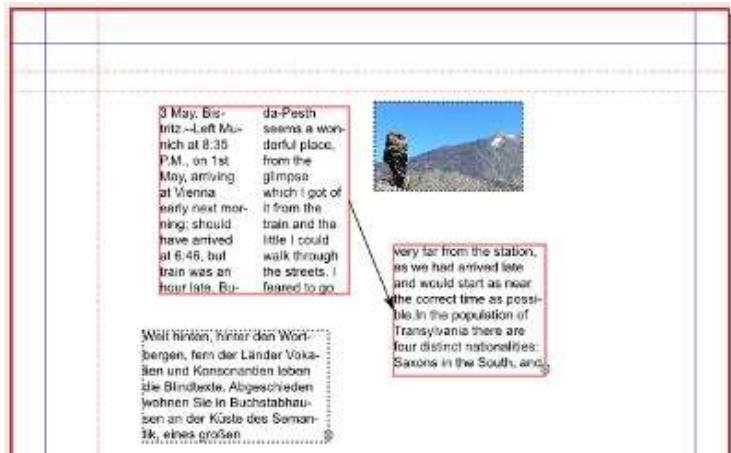 3 May. Bis-
tritz.--Left Mu-
nich at 8:35
P.M., on 1st
May, arriving
at Vienna
early next mor-
ning; should
have arrived
at 6:46, but
train was an
hour late. Bu-
da-Pesth
seems a won-
derful place,
from the
glimpse
which I got of
it from the
train and the
little I could
walk through
the streets. I
feared to go
very far from the station,
as we had arrived late
and would start as near
the correct time as possi-
ble.In the population of
Transylvania there are
four distinct nationalities:
Saxons in the South, and
Weit hinten, hinter den Wort-
bergen, fern der Länder Voka-
lien und Konsonantien leben
die Blindtexte. Abgeschieden
wohnen Sie in Buchstabhau-
sen an der Küste des Seman-
tik, eines großen